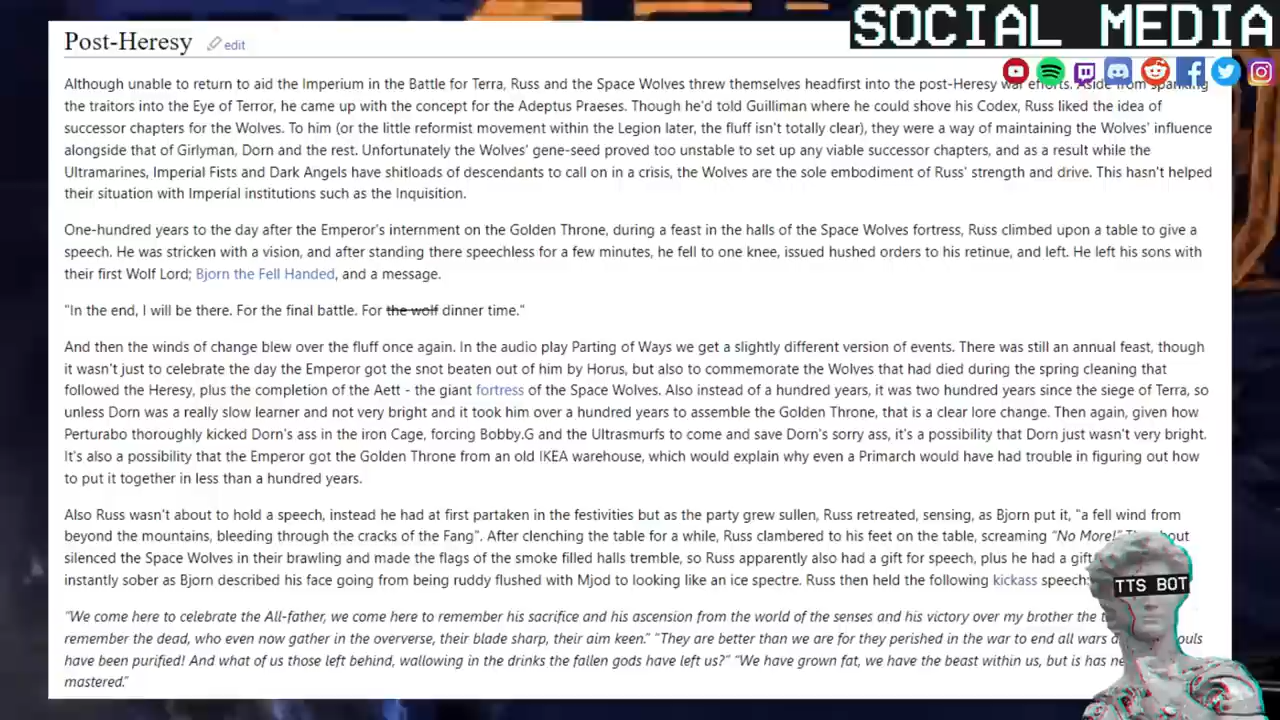 SOCIAL MEDIA
Post-Heresy edit
Although unable to return to aid the Imperium in the Battle for Terra, Russ and the Space Wolves threw themselves headfirst into the post-Heresy war efforts. Aside from spanking
the traitors into the Eye of Terror, he came up with the concept for the Adeptus Praeses. Though he'd told Guilliman where he could shove his Codex, Russ liked the idea of
successor chapters for the Wolves. To him (or the little reformist movement within the Legion later, the fluff isn't totally clear), they were a way of maintaining the Wolves' influence
alongside that of Girlyman, Dorn and the rest. Unfortunately the Wolves' gene-seed proved too unstable to set up any viable successor chapters, and as a result while the
Ultramarines, Imperial Fists and Dark Angels have shitloads of descendants to call on in a crisis, the Wolves are the sole embodiment of Russ' strength and drive. This hasn't helped
their situation with Imperial institutions such as the Inquisition.
One-hundred years to the day after the Emperor's internment on the Golden Throne, during a feast in the halls of the Space Wolves fortress, Russ climbed upon a table to give a
speech. He was stricken with a vision, and after standing there speechless for a few minutes, he fell to one knee, issued hushed orders to his retinue, and left. He left his sons with
their first Wolf Lord; Bjorn the Fell Handed, and a message.
"In the end, I will be there. For the final battle. For the wolf dinner time."
And then the winds of change blew over the fluff once again. In the audio play Parting of Ways we get a slightly different version of events. There was still an annual feast, though
it wasn't just to celebrate the day the Emperor got the snot beaten out of him by Horus, but also to commemorate the Wolves that had died during the spring cleaning that
followed the Heresy, plus the completion of the Aett - the giant fortress of the Space Wolves. Also instead of a hundred years, it was two hundred years since the siege of Terra, so
unless Dorn was a really slow learner and not very bright and it took him over a hundred years to assemble the Golden Throne, that is a clear lore change. Then again, given how
Perturabo thoroughly kicked Dorn's ass in the iron Cage, forcing Bobby.G and the Ultrasmurfs to come and save Dorn's sorry ass, it's a possibility that Dorn just wasn't very bright.
It's also a possibility that the Emperor got the Golden Throne from an old IKEA warehouse, which would explain why even a Primarch would have had trouble in figuring out how
to put it together in less than a hundred years.
Also Russ wasn't about to hold a speech, instead he had at first partaken in the festivities but as the party grew sullen, Russ retreated, sensing, as Bjorn put it, "a fell wind from
beyond the mountains, bleeding through the cracks of the Fang". After clenching the table for a while, Russ clambered to his feet on the table, screaming "No More!"
silenced the Space Wolves in their brawling and made the flags of the smoke filled halls tremble, so Russ apparently also had a gift for speech, plus he had a gift
instantly sober as Bjorn described his face going from being ruddy flushed with Mjod to looking like an ice spectre. Russ then held the following kickass speech:
"We come here to celebrate the All-father, we come here to remember his sacrifice and his ascension from the world of the senses and his victory over my brother the
remember the dead, who even now gather in the oververse, their blade sharp, their aim keen." "They are better than we are for they perished in the war to end all wars
have been purified! And what of us those left behind, wallowing in the drinks the fallen gods have left us?" "We have grown fat, we have the beast within us, but is has
mastered."
TTS BOT